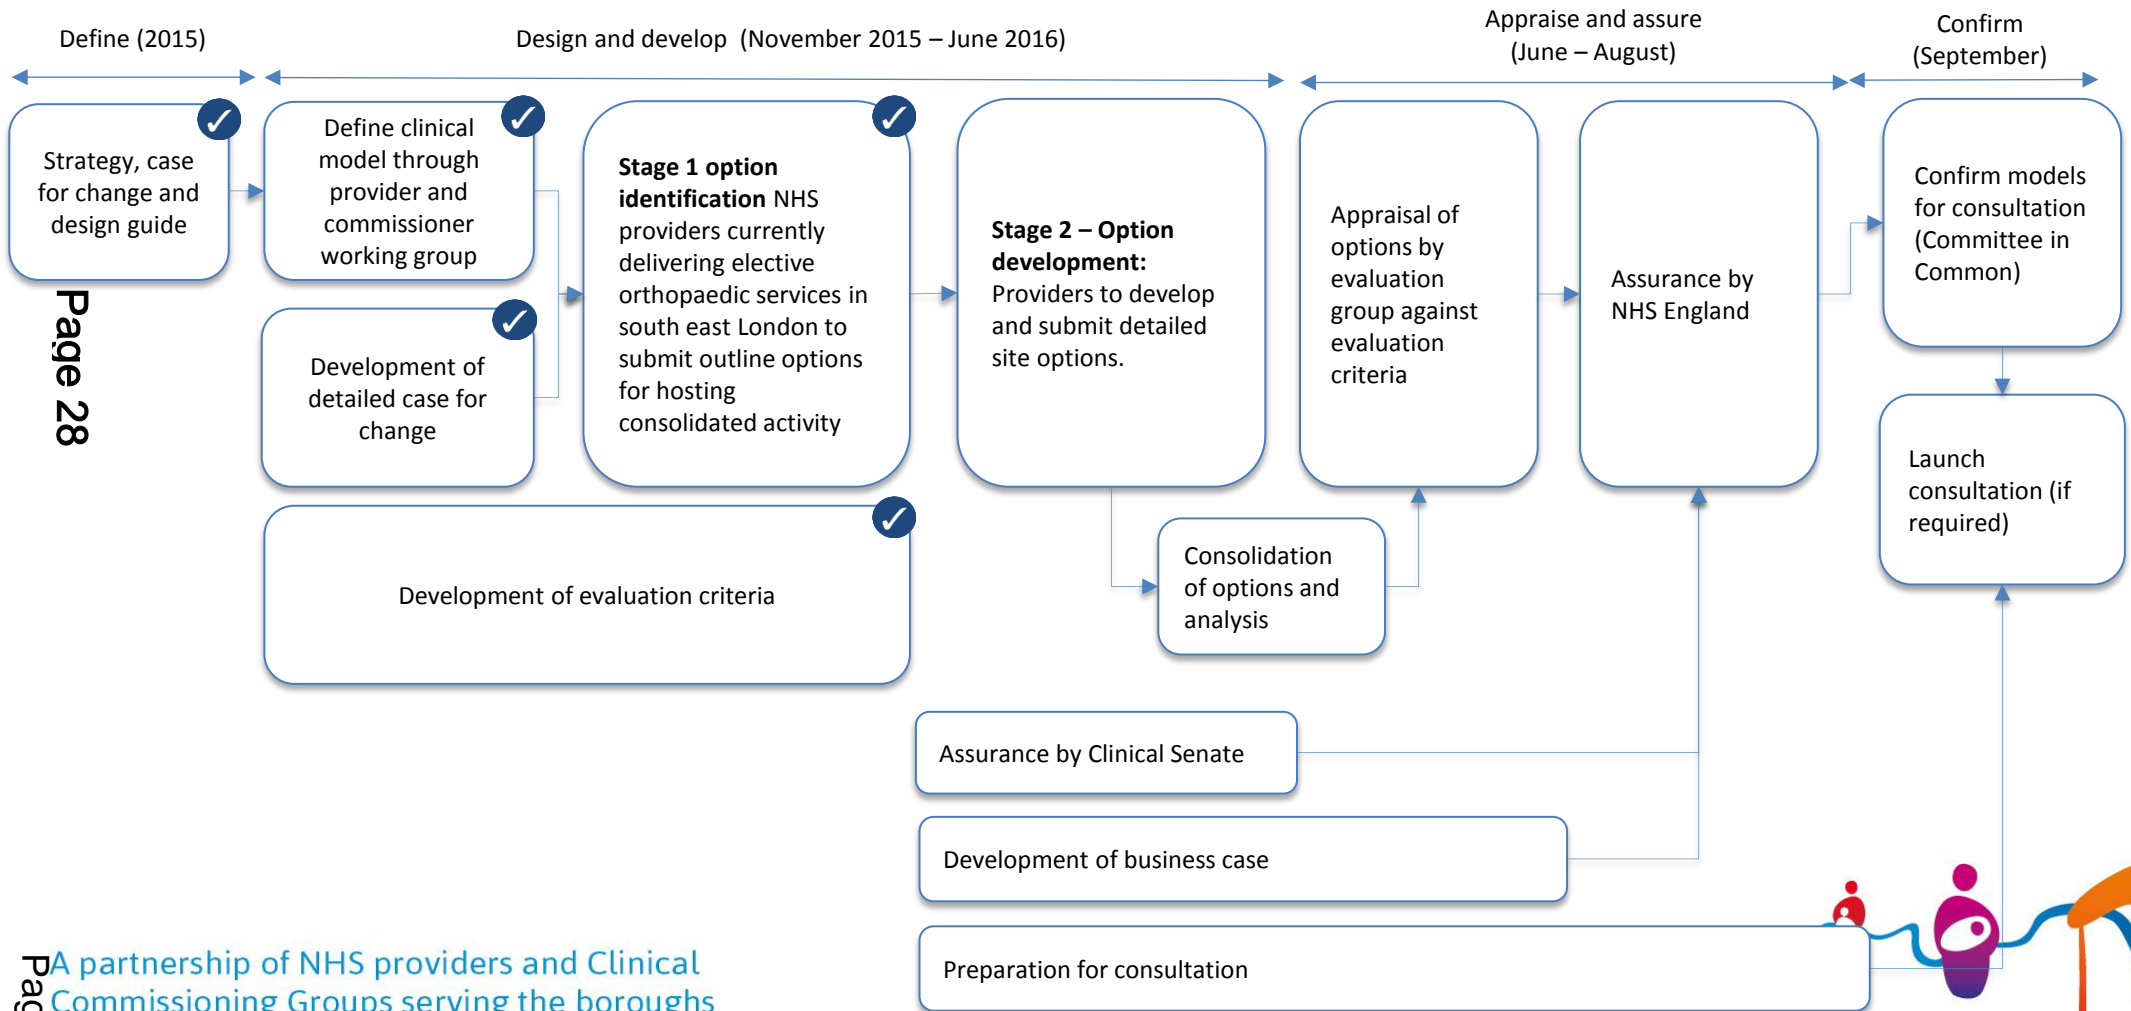 Define (2015)
Design and develop  (November 2015 – June 2016)
Appraise and assure
(June – August)
Confirm
(September)
Strategy, case
for change and
design guide
Define clinical
model through
provider and
commissioner
working group
Development of
detailed case for
change
Stage 1 option
identification NHS
providers currently
delivering elective
orthopaedic services in
south east London to
submit outline options
for hosting
consolidated activity
Stage 2 – Option
development:
Providers to develop
and submit detailed
site options.
Appraisal of
options by
evaluation
group against
evaluation
criteria
Assurance by
NHS England
Confirm models
for consultation
(Committee in
Common)
Launch
consultation (if
required)
Page 28
Development of evaluation criteria
Consolidation
of options and
analysis
Assurance by Clinical Senate
Development of business case
Preparation for consultation
A partnership of NHS providers and Clinical
Commissioning Groups serving the boroughs